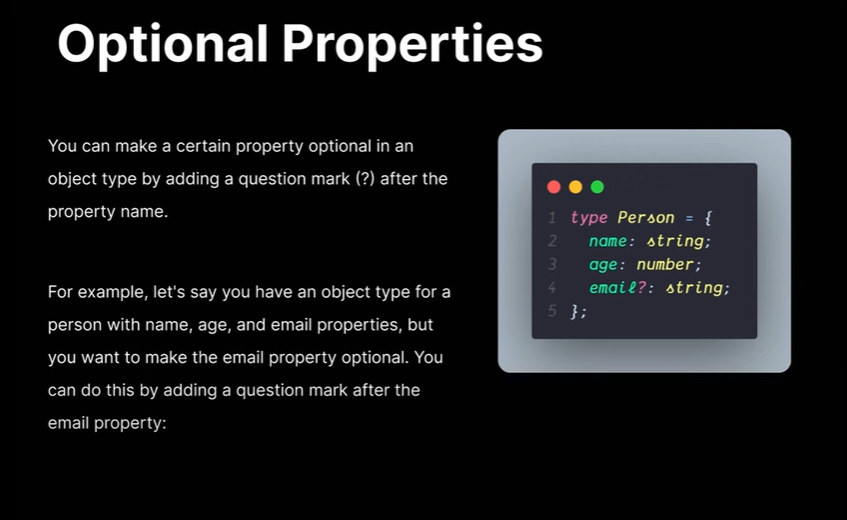 Optional Properties
You can make a certain property optional in an
object type by adding a question mark (?) after the
property name.
For example, let's say you have an object type for a
person with name, age, and email properties, but
you want to make the email property optional. You
can do this by adding a question mark after the
email property:
1 type Person = {
2   name: string;
3   age: number;
4   email?: string;
5 };